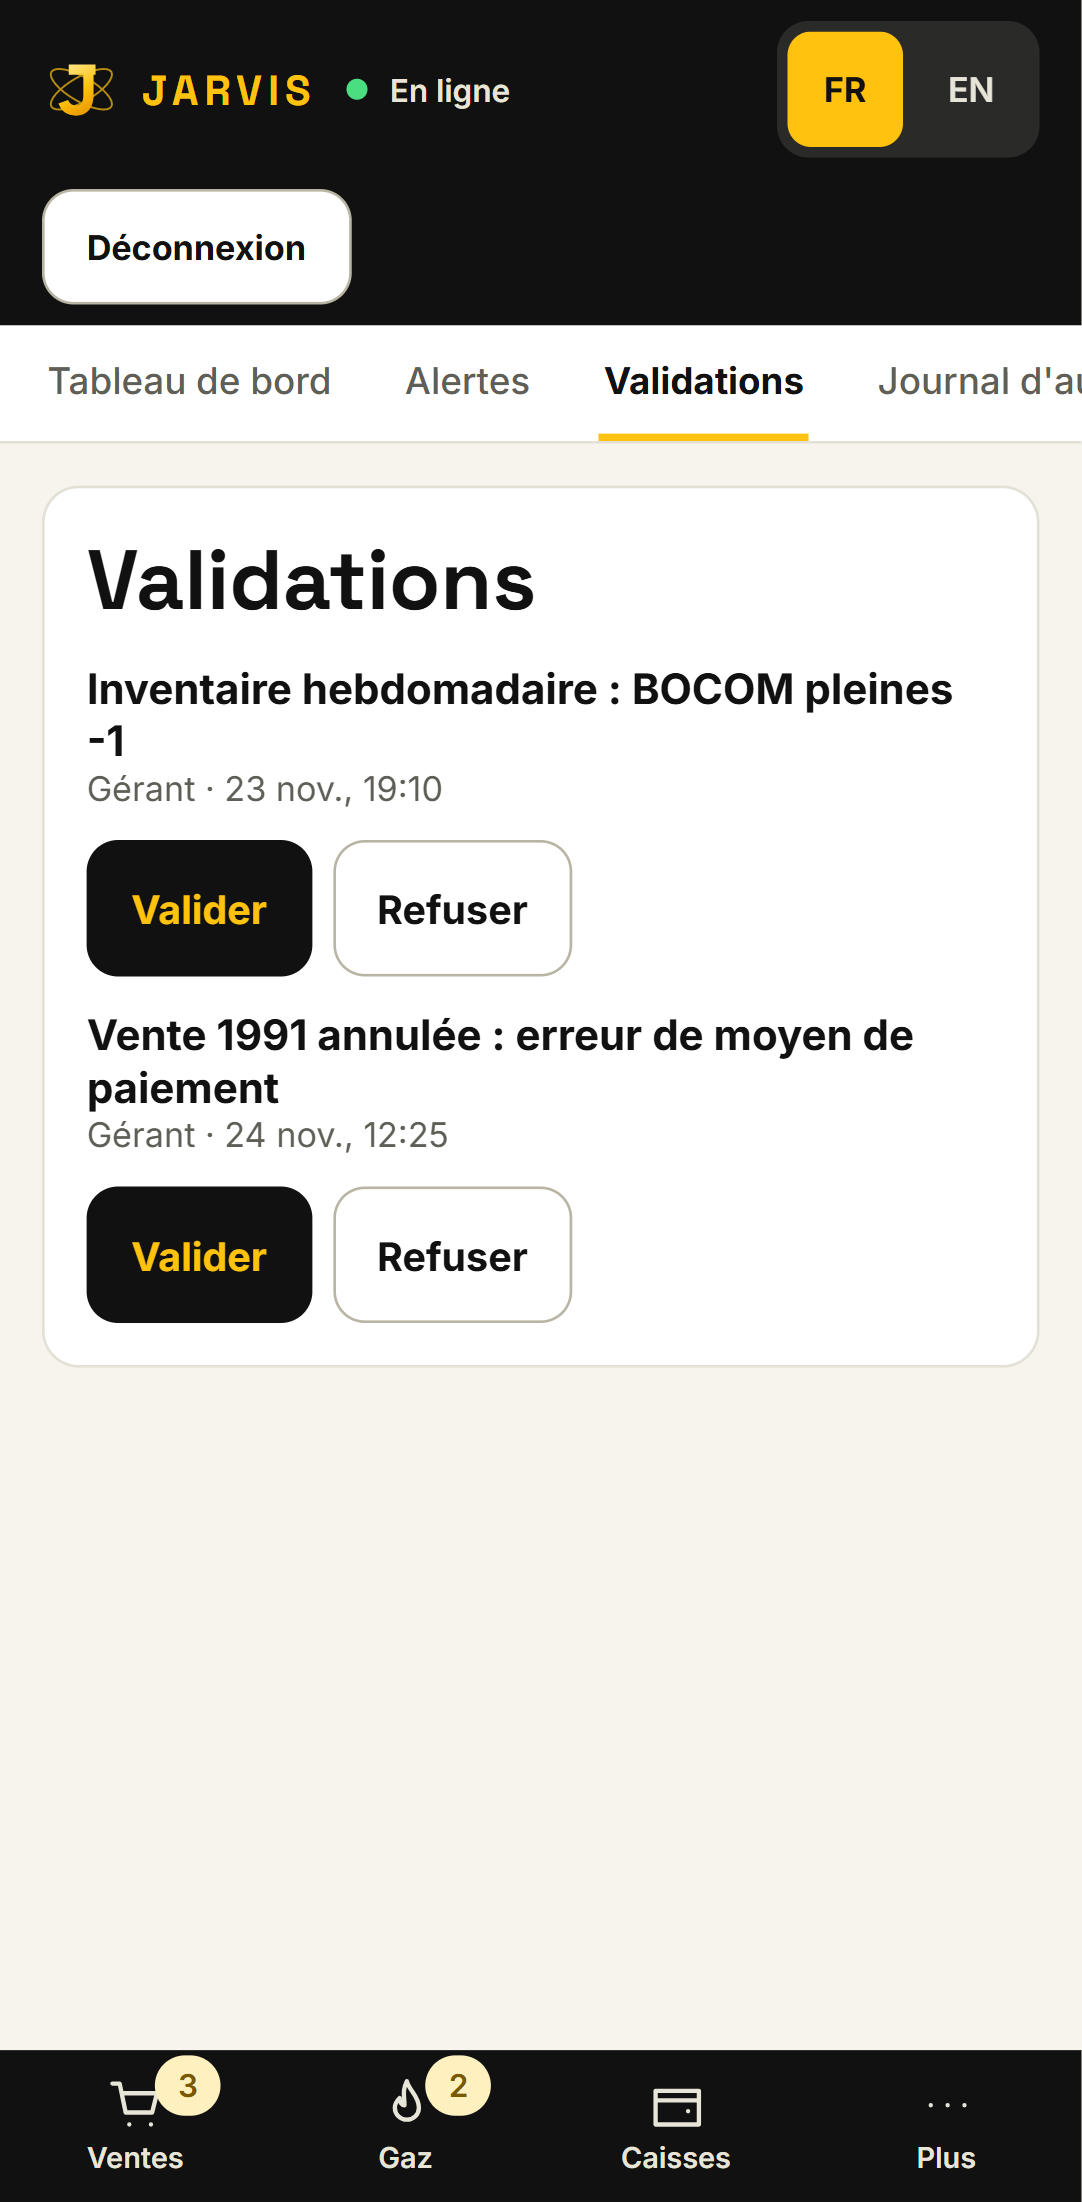 JARVIS
En ligne
FR
EN
Déconnexion
Tableau de bord
Alertes
Validations
Journal d'au
Validations
Inventaire hebdomadaire : BOCOM pleines
-1
Gérant · 23 nov., 19:10
Valider
Refuser
Vente 1991 annulée : erreur de moyen de
paiement
Gérant · 24 nov., 12:25
Valider
Refuser
3
2
Ventes
Gaz
Caisses
Plus